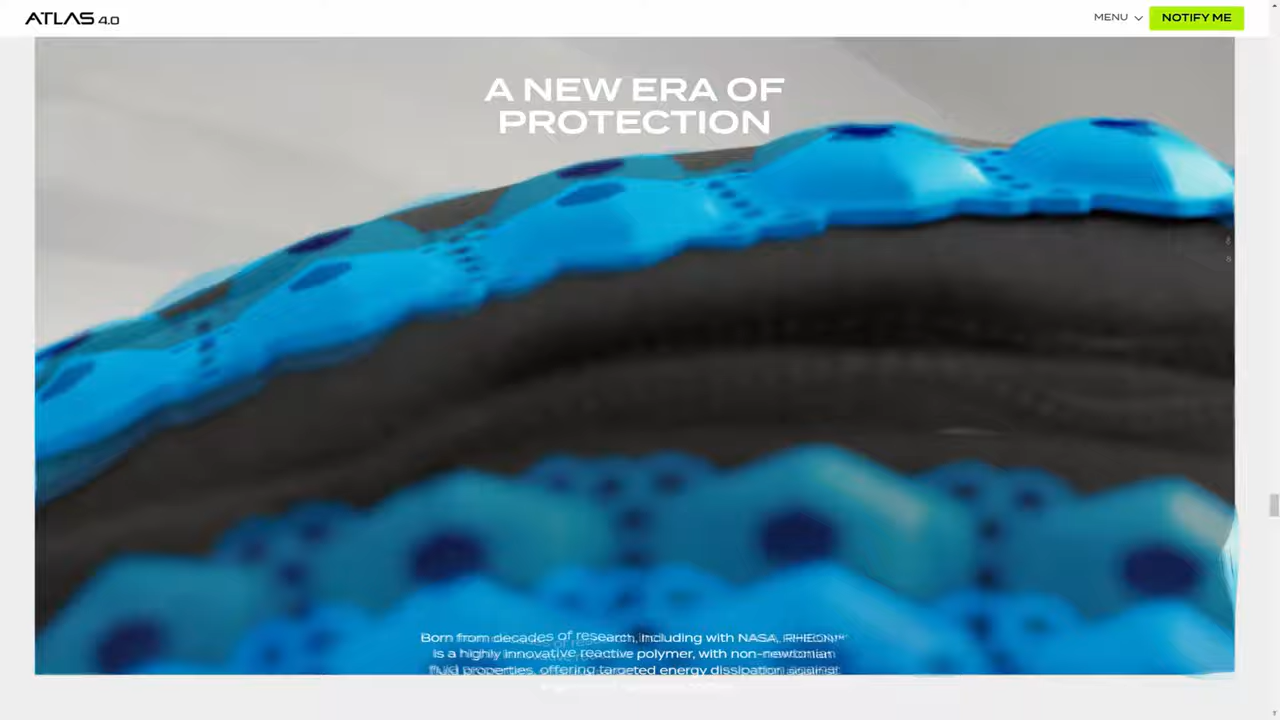 ATLAS 4.0
MENU
NOTIFY ME
A NEW ERA OF
PROTECTION
Born from decades of research, including with NASA, RHEON™
is a highly innovative reactive polymer, with non-newtonian
fluid properties, offering targeted energy dissipation against